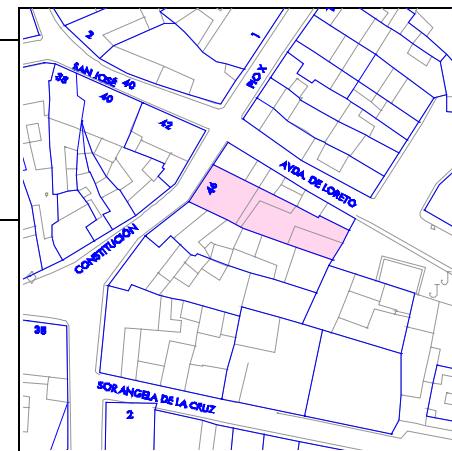 2
1
SAN JOSÉ 40
38
40
42
PIO X
AVDA. DE LORETO
46
CONSTITUCIÓN
J
J
38
SOR ANGELA DE LA CRUZ
2